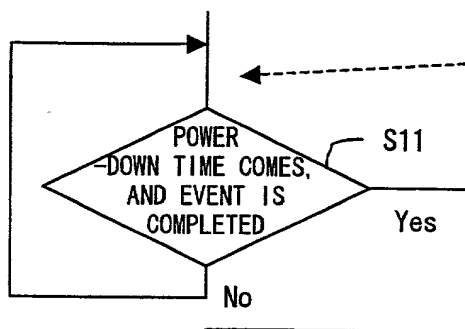 POWER
-DOWN TIME COMES,
AND EVENT IS
COMPLETED
S11
Yes
No